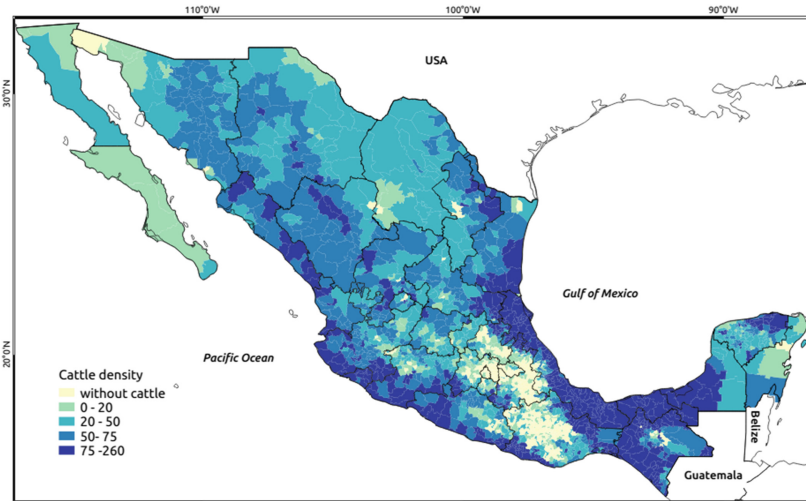 110°0'W
100°0'W
90°0'W
USA
30°0'N
Gulf of Mexico
20°0'N
Pacific Ocean
Cattle density
without cattle
0 - 20
20 - 50
50- 75
75 -260
Belize
Guatemala